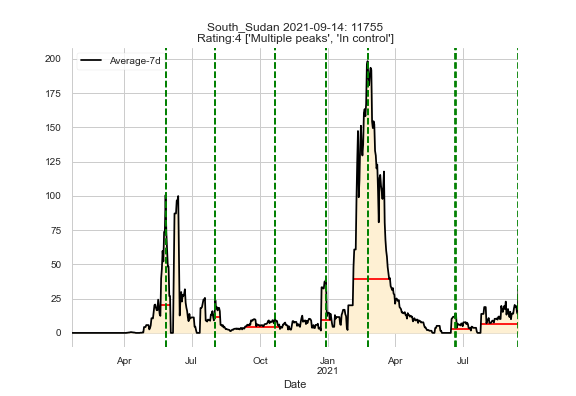 South_Sudan 2021-09-14: 11755
Rating:4 ['Multiple peaks', 'In control']
Average-7d
200
175
150
125
100
75
50
25
0
Apr
Jul
Oct
Jan
2021
Apr
Jul
Date